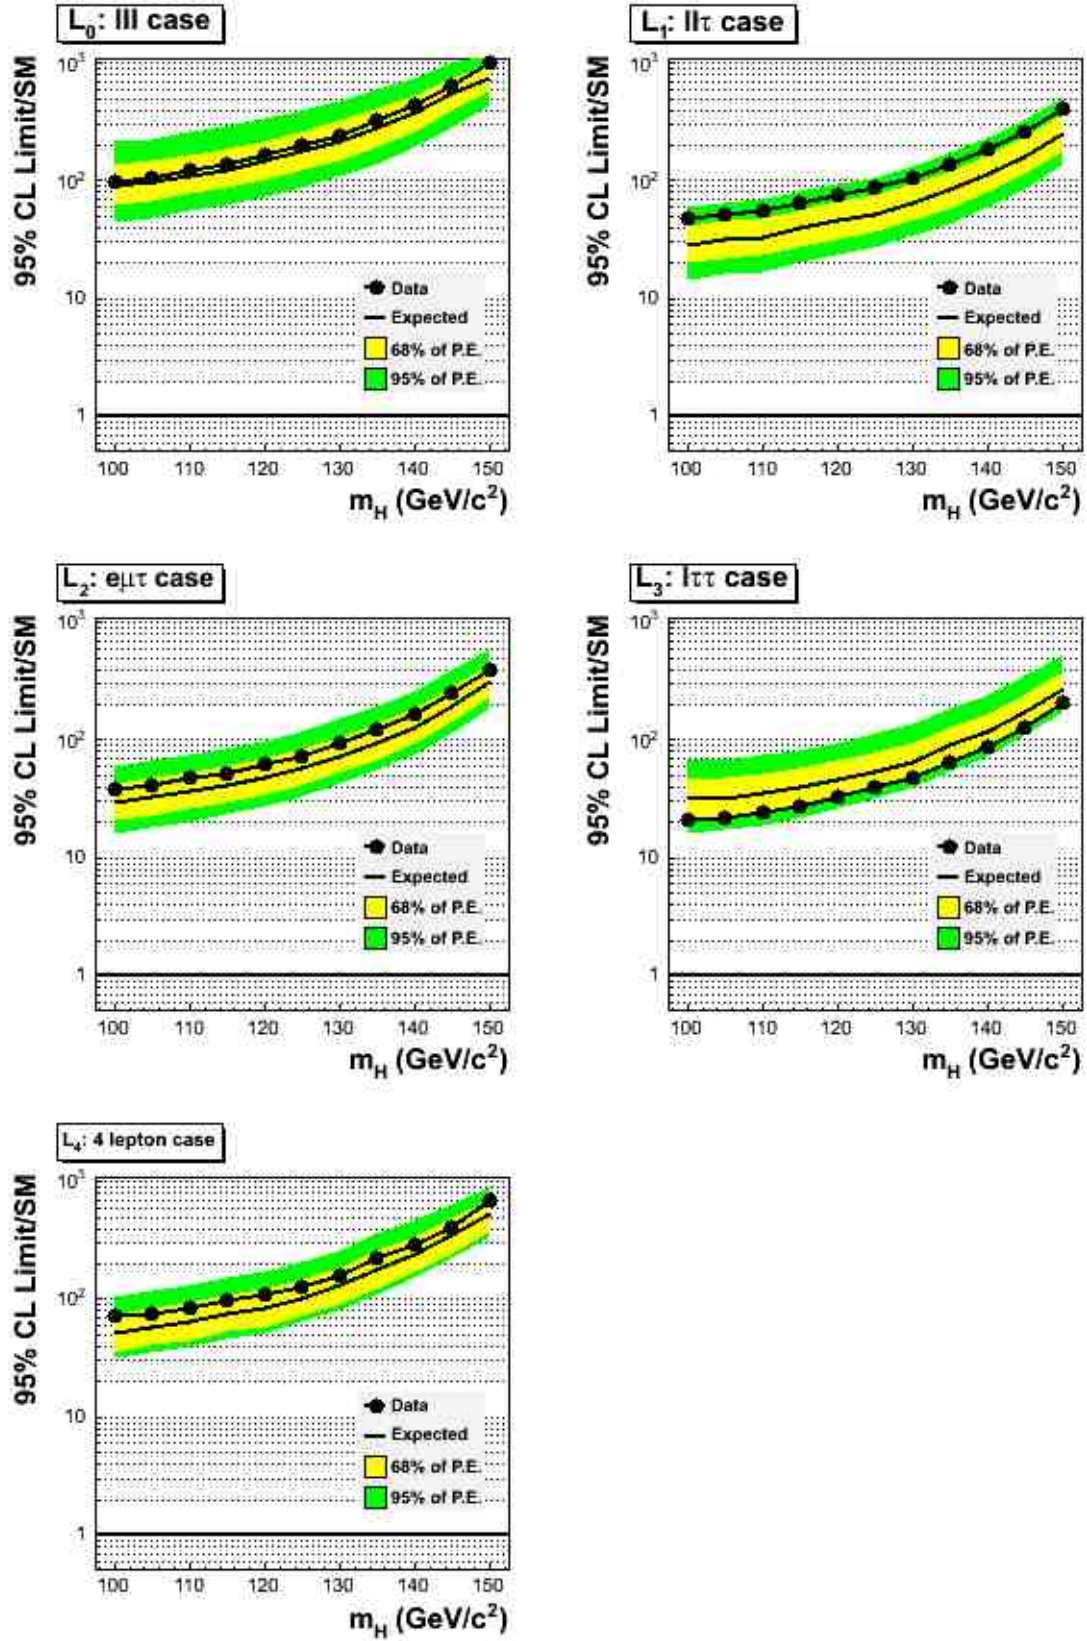 L₀: lll case
95% CL Limit/SM
10³
10²
10
1
Data
Expected
68% of P.E.
95% of P.E.
100 110 120 130 140 150
m_H (GeV/c²)
L₁: llτ case
95% CL Limit/SM
10³
10²
10
1
Data
Expected
68% of P.E.
95% of P.E.
100 110 120 130 140 150
m_H (GeV/c²)
L₂: eμτ case
95% CL Limit/SM
10³
10²
10
1
Data
Expected
68% of P.E.
95% of P.E.
100 110 120 130 140 150
m_H (GeV/c²)
L₃: lττ case
95% CL Limit/SM
10³
10²
10
1
Data
Expected
68% of P.E.
95% of P.E.
100 110 120 130 140 150
m_H (GeV/c²)
L₄: 4 lepton case
95% CL Limit/SM
10³
10²
10
1
Data
Expected
68% of P.E.
95% of P.E.
100 110 120 130 140 150
m_H (GeV/c²)